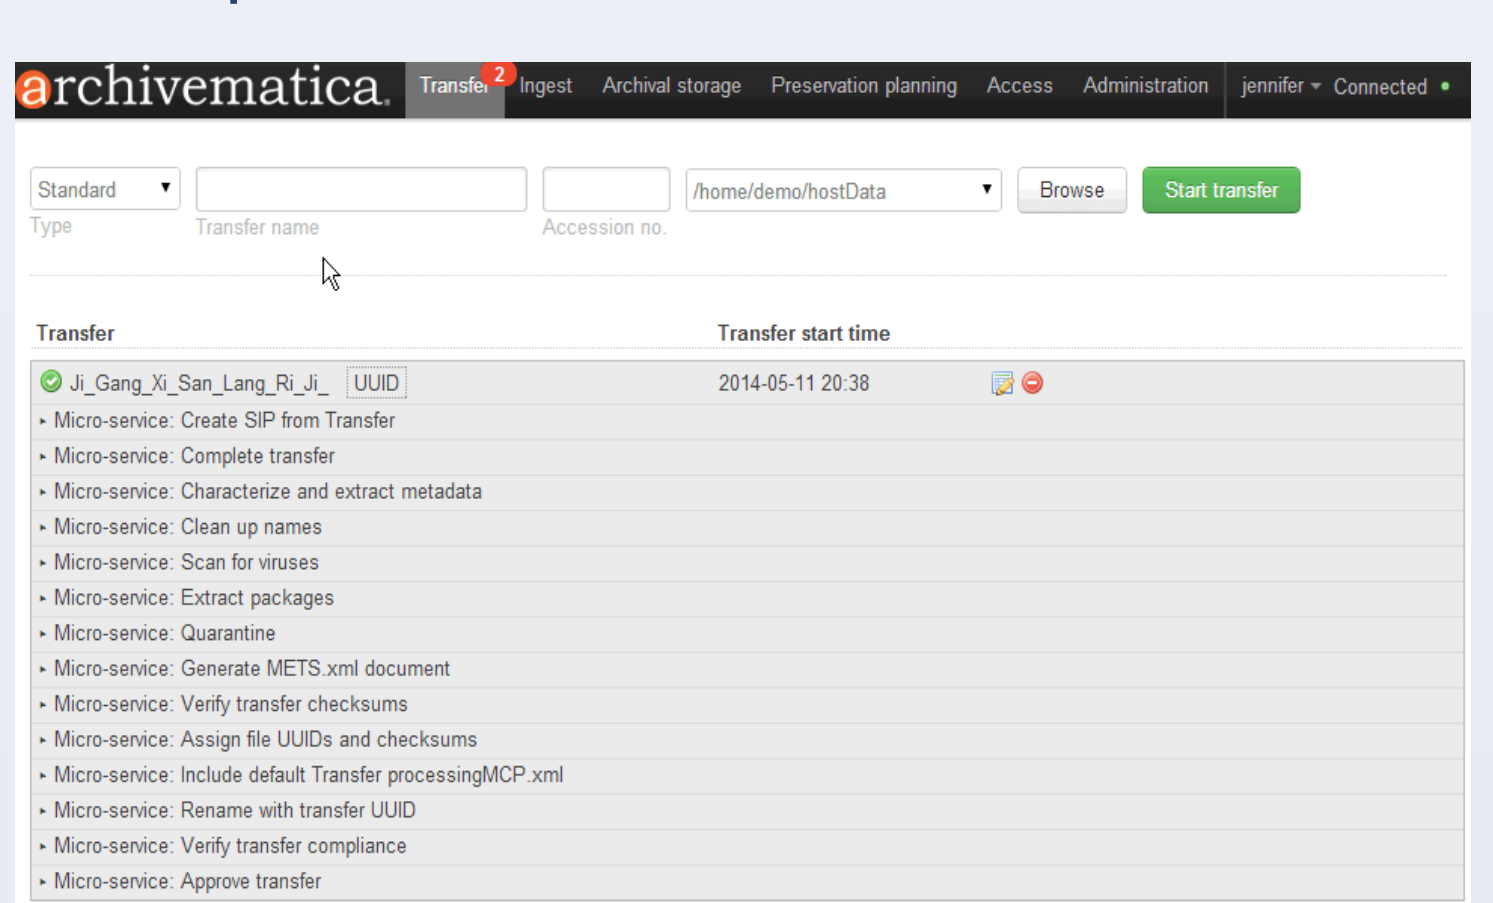 archivematica.
Transfer 2 Ingest Archival storage Preservation planning Access Administration jennifer Connected
Standard /home/demo/hostData Browse Start transfer
Type Transfer name Accession no.
Transfer Transfer start time
Ji_Gang_Xi_San_Lang_Ri_Ji_ UUID 2014-05-11 20:38
Micro-service: Create SIP from Transfer
Micro-service: Complete transfer
Micro-service: Characterize and extract metadata
Micro-service: Clean up names
Micro-service: Scan for viruses
Micro-service: Extract packages
Micro-service: Quarantine
Micro-service: Generate METS.xml document
Micro-service: Verify transfer checksums
Micro-service: Assign file UUIDs and checksums
Micro-service: Include default Transfer processingMCP.xml
Micro-service: Rename with transfer UUID
Micro-service: Verify transfer compliance
Micro-service: Approve transfer